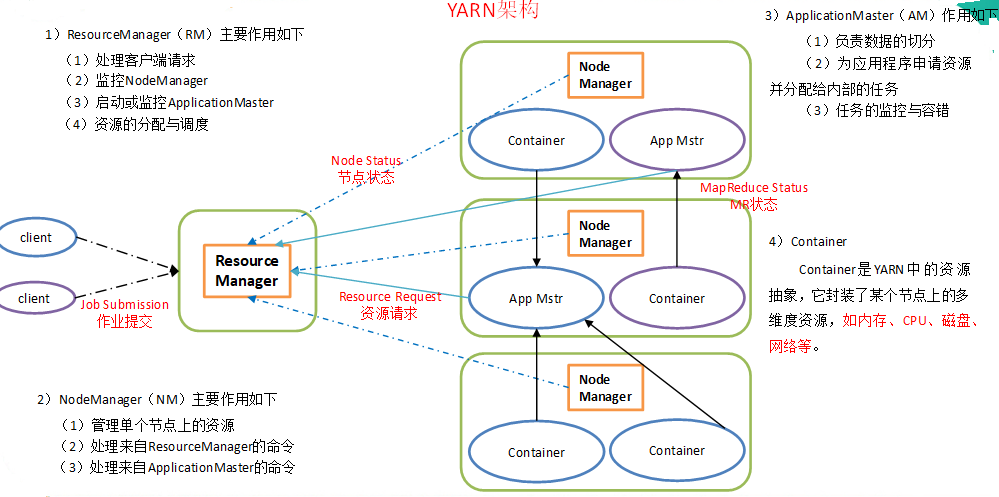 YARN架构
1）ResourceManager（RM）主要作用如下
（1）处理客户端请求
（2）监控NodeManager
（3）启动或监控ApplicationMaster
（4）资源的分配与调度
3）ApplicationMaster（AM）作用如下
（1）负责数据的切分
（2）为应用程序申请资源
并分配给内部的任务
（3）任务的监控与容错
Node
Manager
Container
App Mstr
Node Status
节点状态
MapReduce Status
MR状态
client
client
Job Submission
作业提交
Resource
Manager
Resource Request
资源请求
Node
Manager
App Mstr
Container
4）Container
Container是YARN中的资源
抽象，它封装了某个节点上的多
维度资源，如内存、CPU、磁盘、
网络等。
Node
Manager
Container
Container
2）NodeManager（NM）主要作用如下
（1）管理单个节点上的资源
（2）处理来自ResourceManager的命令
（3）处理来自ApplicationMaster的命令